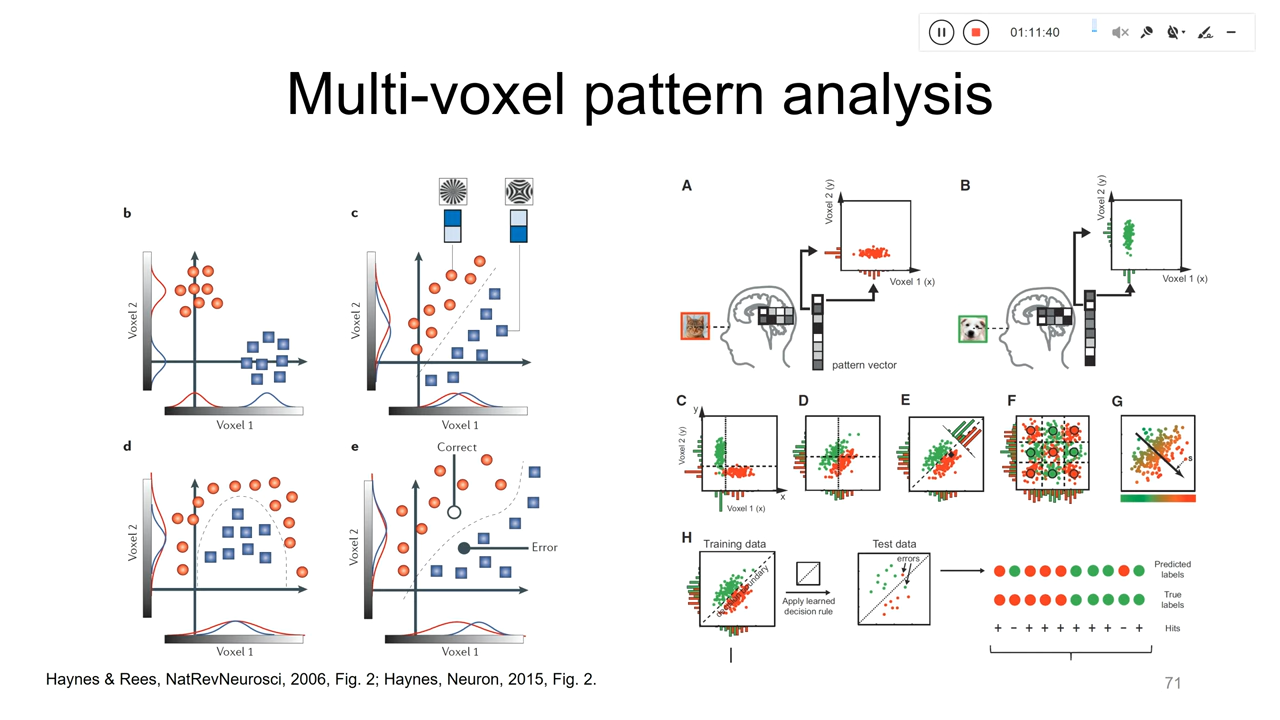 01:11:40
Multi-voxel pattern analysis
b
Voxel 2
Voxel 1
c
Voxel 2
Voxel 1
d
Voxel 2
Voxel 1
e
Correct
Error
Voxel 2
Voxel 1
A
Voxel 2 (y)
Voxel 1 (x)
pattern vector
B
Voxel 2 (y)
Voxel 1 (x)
C
y
Voxel 2 (y)
x
Voxel 1 (x)
D
E
F
G
s
H
Training data
decision boundary
Apply learned
decision rule
Test data
errors
Predicted
labels
True
labels
+ − + + + + + + − +
Hits
Haynes & Rees, NatRevNeurosci, 2006, Fig. 2; Haynes, Neuron, 2015, Fig. 2.
71